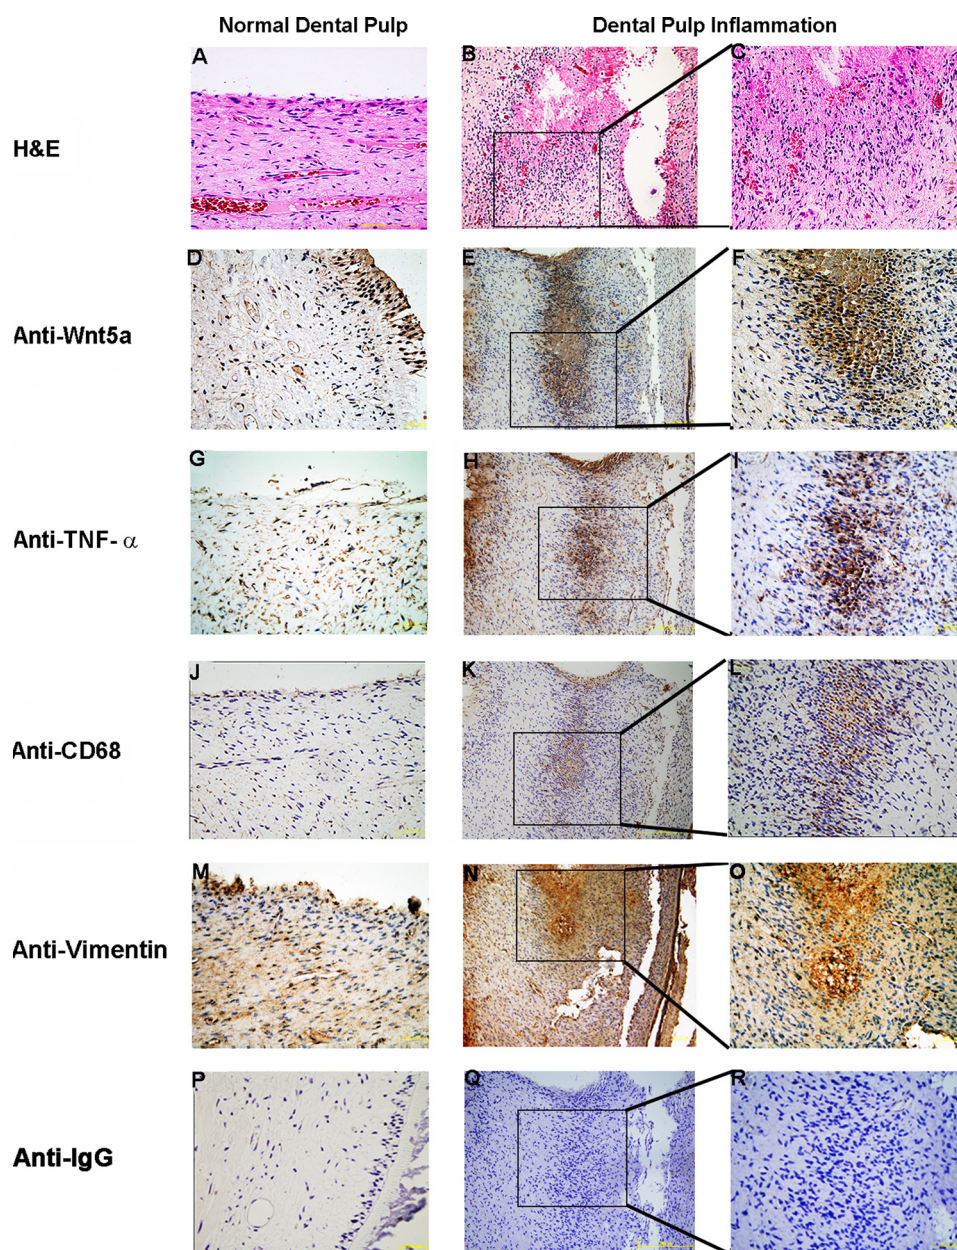 Normal Dental Pulp Dental Pulp Inflammation
A B C
H&E
D E F
Anti-Wnt5a
G H I
Anti-TNF- α
J K L
Anti-CD68
M N O
Anti-Vimentin
P Q R
Anti-IgG